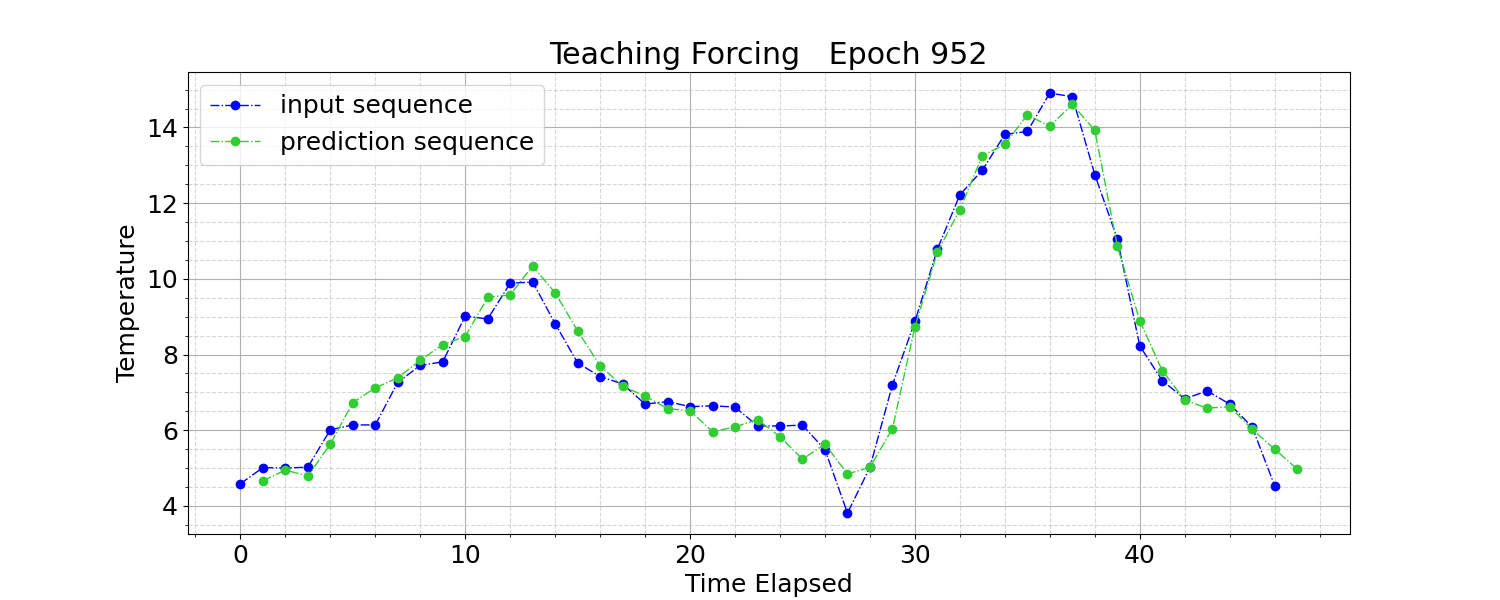 Teaching Forcing   Epoch 952
input sequence
prediction sequence
Temperature
14
12
10
8
6
4
0 10 20 30 40
Time Elapsed